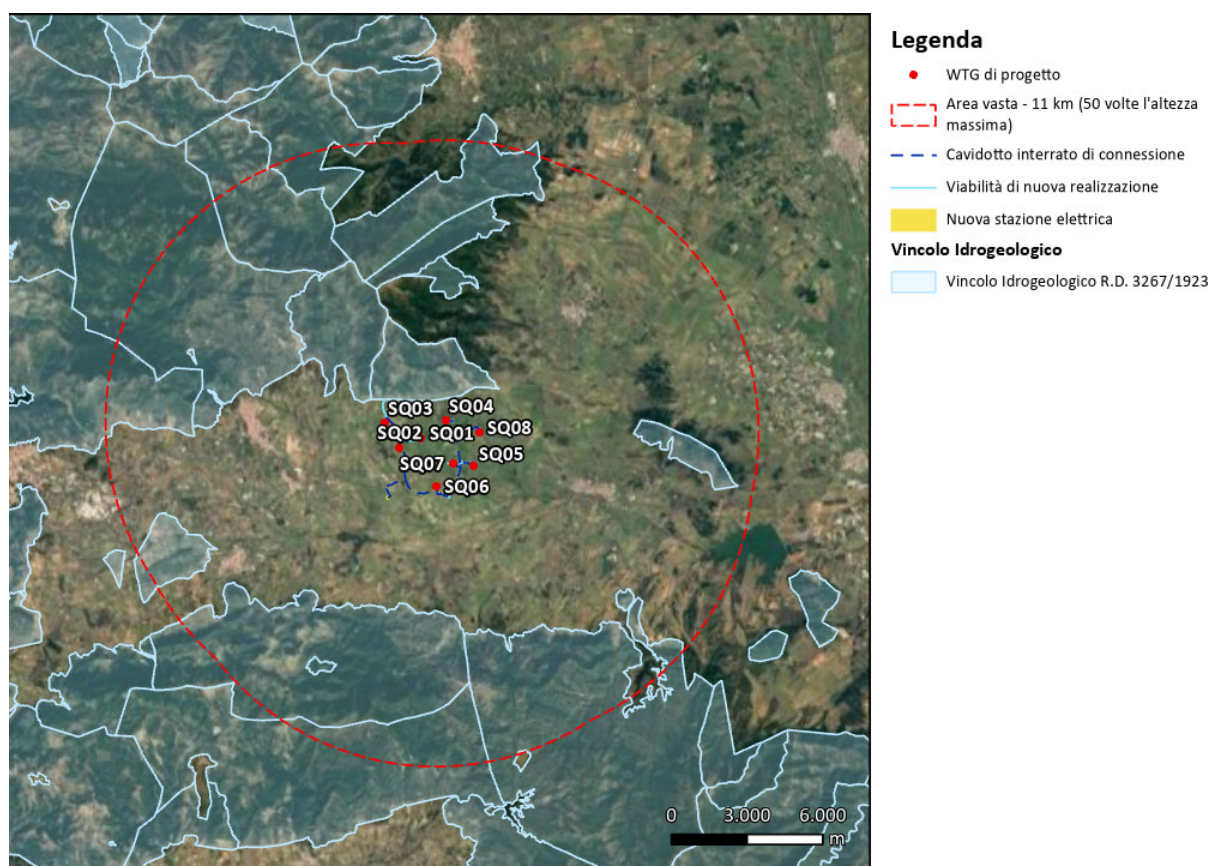 Legenda
WTG di progetto
Area vasta - 11 km (50 volte l'altezza
massima)
Cavidotto interrato di connessione
Viabilità di nuova realizzazione
Nuova stazione elettrica
Vincolo Idrogeologico
Vincolo Idrogeologico R.D. 3267/1923
SQ03
SQ04
SQ02
SQ01
SQ08
SQ07
SQ05
SQ06
0
3.000
6.000
m